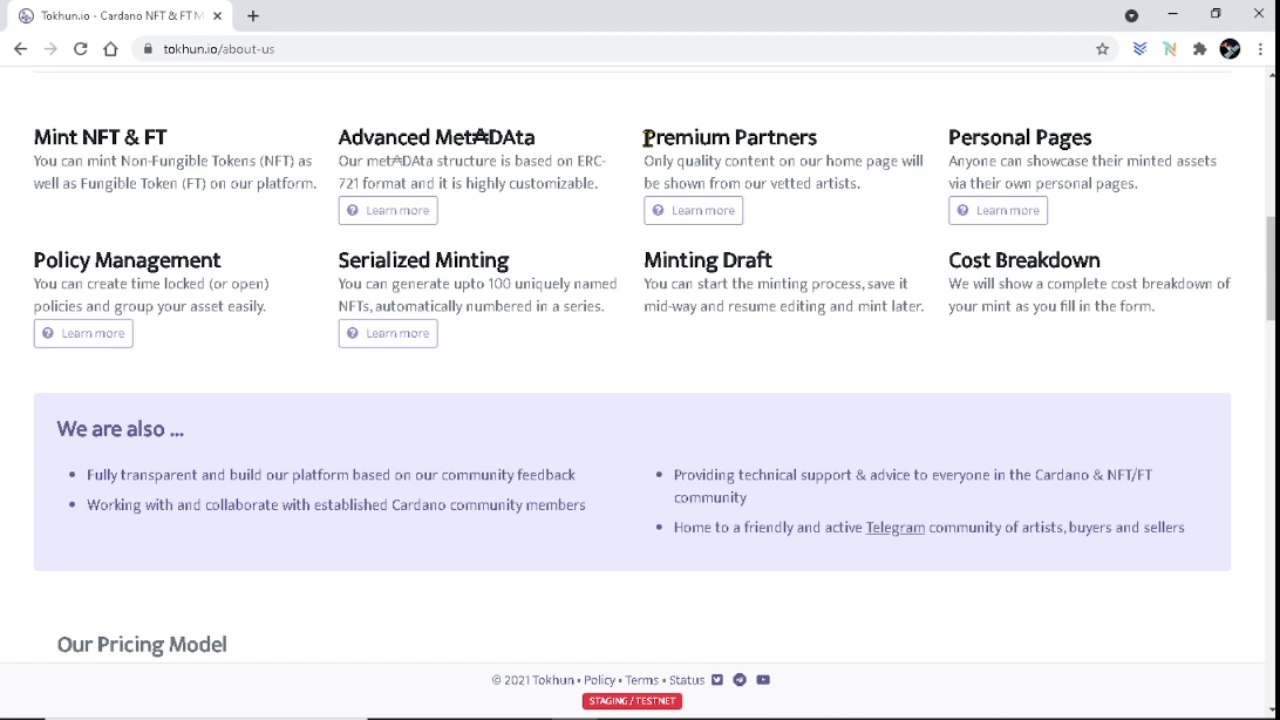 Tokhun.io - Cardano NFT & FT M
tokhun.io/about-us
Mint NFT & FT
You can mint Non-Fungible Tokens (NFT) as
well as Fungible Token (FT) on our platform.
Advanced Met₳DAta
Our met₳DAta structure is based on ERC-
721 format and it is highly customizable.
Learn more
Premium Partners
Only quality content on our home page will
be shown from our vetted artists.
Learn more
Personal Pages
Anyone can showcase their minted assets
via their own personal pages.
Learn more
Policy Management
You can create time locked (or open)
policies and group your asset easily.
Learn more
Serialized Minting
You can generate upto 100 uniquely named
NFTs, automatically numbered in a series.
Learn more
Minting Draft
You can start the minting process, save it
mid-way and resume editing and mint later.
Cost Breakdown
We will show a complete cost breakdown of
your mint as you fill in the form.
We are also ...
• Fully transparent and build our platform based on our community feedback
• Working with and collaborate with established Cardano community members
• Providing technical support & advice to everyone in the Cardano & NFT/FT
community
• Home to a friendly and active Telegram community of artists, buyers and sellers
Our Pricing Model
© 2021 Tokhun • Policy • Terms • Status
STAGING / TESTNET